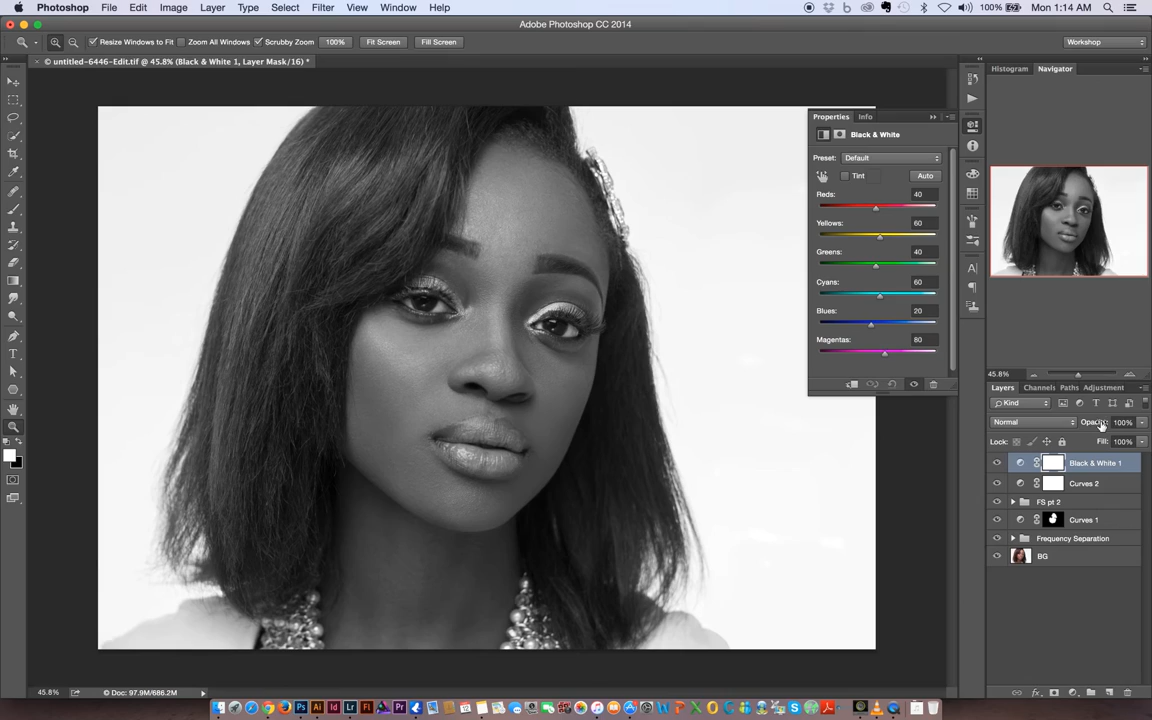 Photoshop File Edit Image Layer Type Select Filter View Window Help 100% Mon 1:14 AM
Adobe Photoshop CC 2014
Resize Windows to Fit Zoom All Windows Scrubby Zoom 100% Fit Screen Fill Screen Workshop
× © untitled-6446-Edit.tif @ 45.8% (Black & White 1, Layer Mask/16) *
Histogram Navigator
Properties Info
Black & White
Preset: Default
Tint Auto
Reds: 40
Yellows: 60
Greens: 40
Cyans: 60
Blues: 20
Magentas: 80
45.8%
Layers Channels Paths Adjustment
Kind
Normal 100%
Lock: Fill: 100%
Black & White 1
Curves 2
FS pt 2
Curves 1
Frequency Separation
BG
45.8% © Doc: 97.9M/686.2M